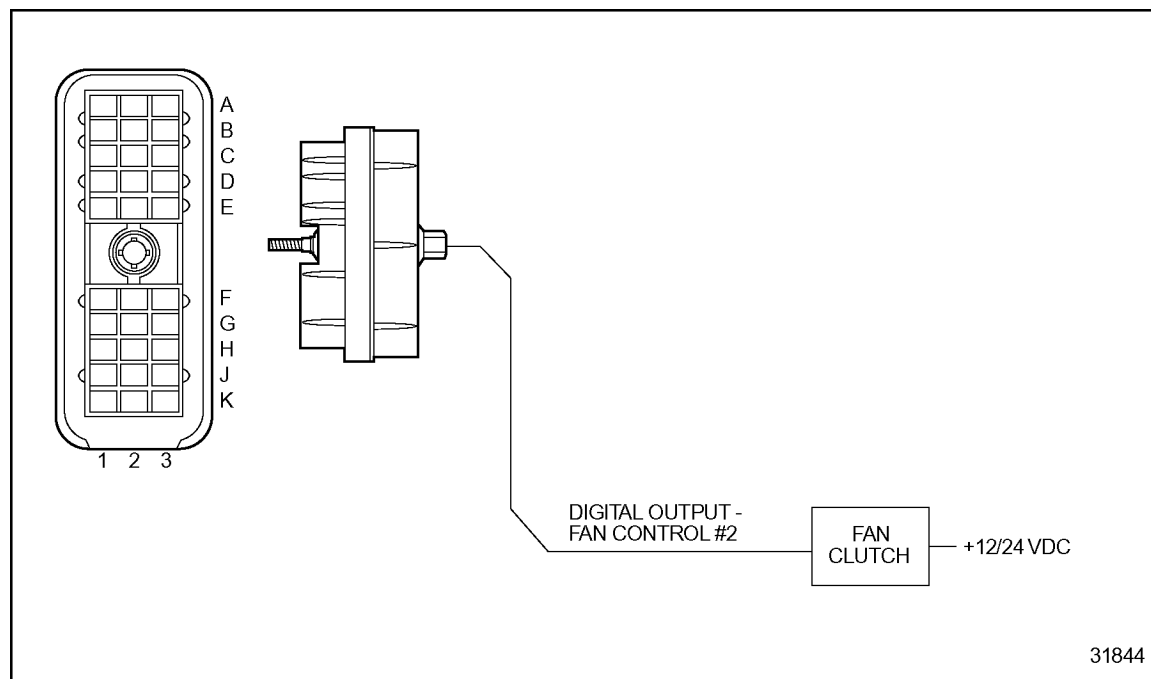 A
B
C
D
E
F
G
H
J
K
1 2 3
DIGITAL OUTPUT -
FAN CONTROL #2
FAN
CLUTCH
+12/24 VDC
31844